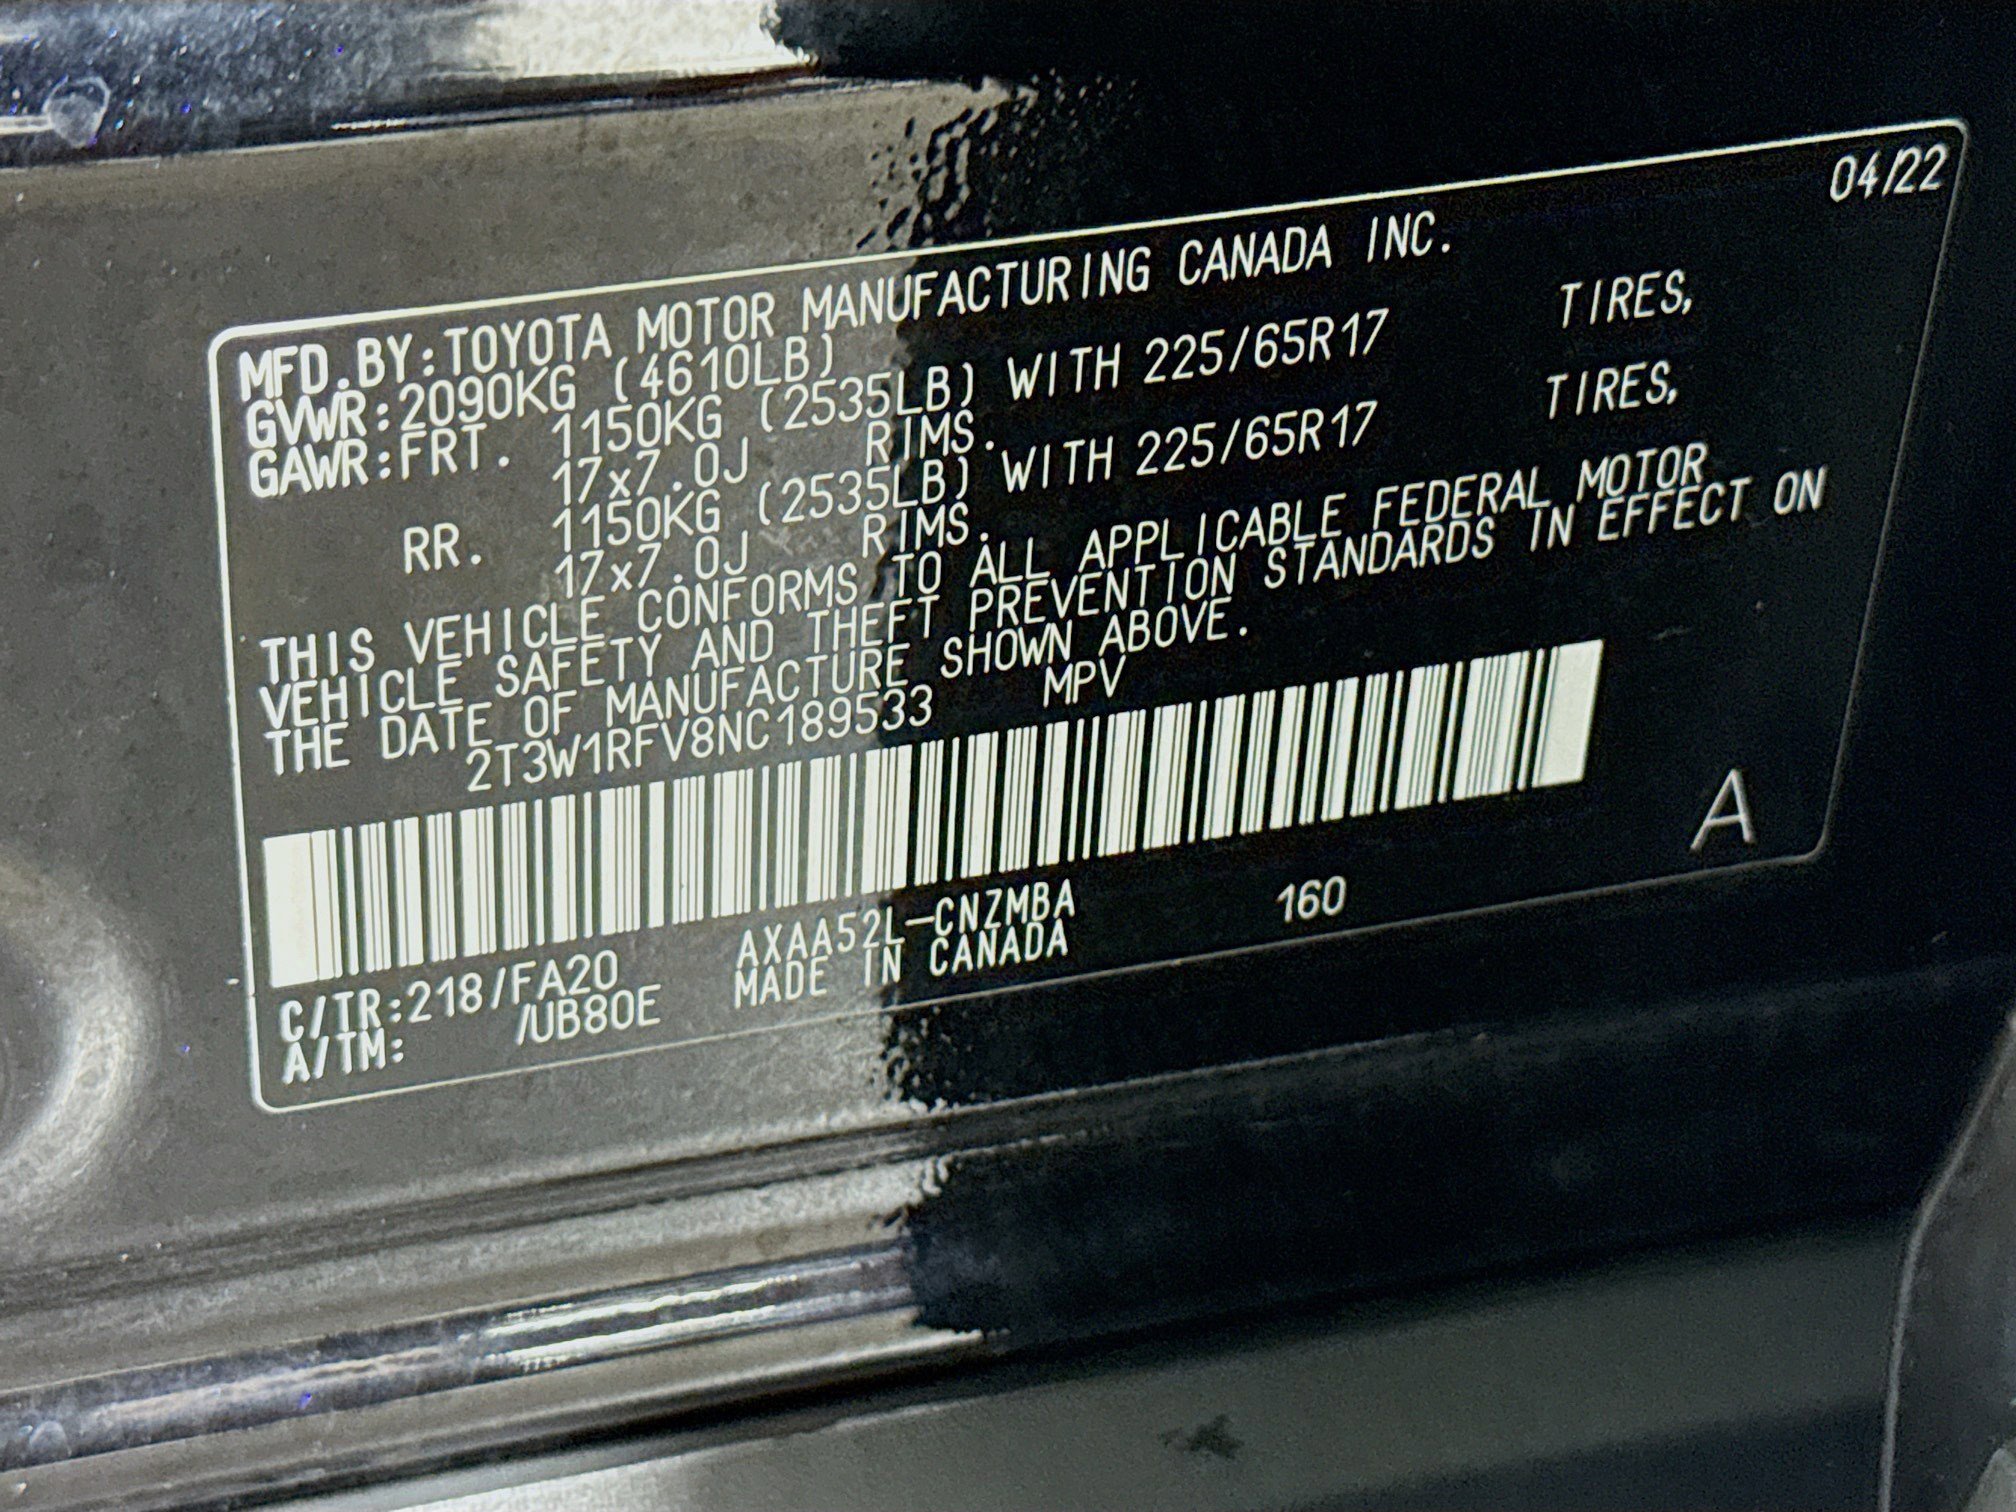 04/22
MFD.BY:TOYOTA MOTOR MANUFACTURING CANADA INC.
GVWR:2090KG (4610LB)
GAWR:FRT. 1150KG (2535LB) WITH 225/65R17 TIRES,
17x7.0J RIMS.
RR. 1150KG (2535LB) WITH 225/65R17 TIRES,
17x7.0J RIMS.
THIS VEHICLE CONFORMS TO ALL APPLICABLE FEDERAL MOTOR
VEHICLE SAFETY AND THEFT PREVENTION STANDARDS IN EFFECT ON
THE DATE OF MANUFACTURE SHOWN ABOVE.
2T3W1RFV8NC189533 MPV
A
C/TR:218/FA20 AXAA52L-CNZMBA 160
A/TM: /UB80E MADE IN CANADA